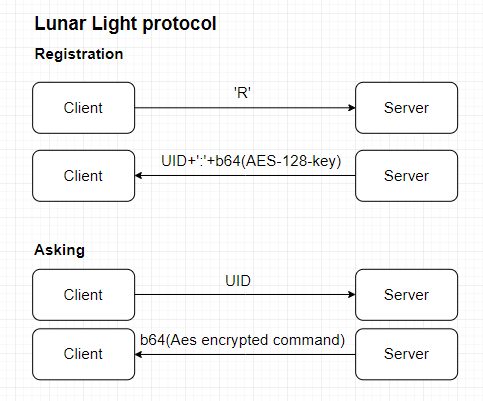 Lunar Light protocol
Registration
'R'
Client
Server
UID+':'+b64(AES-128-key)
Client
Server
Asking
UID
Client
Server
b64(Aes encrypted command)
Client
Server